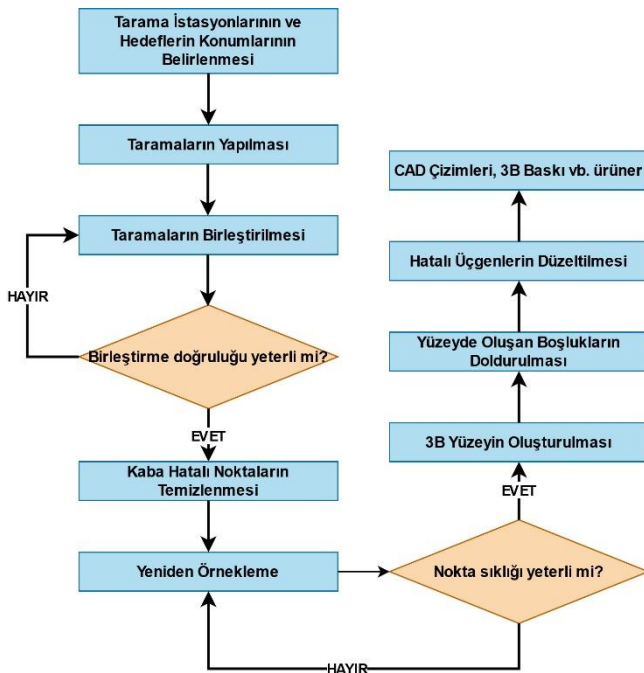 Tarama İstasyonlarının ve
Hedeflerin Konumlarının
Belirlenmesi
Taramaların Yapılması
Taramaların Birleştirilmesi
HAYIR
Birleştirme doğruluğu yeterli mi?
EVET
Kaba Hatalı Noktaların
Temizlenmesi
Yeniden Örnekleme
Nokta sıklığı yeterli mi?
HAYIR
EVET
3B Yüzeyin Oluşturulması
Yüzeyde Oluşan Boşlukların
Doldurulması
Hatalı Üçgenlerin Düzeltilmesi
CAD Çizimleri, 3B Baskı vb. ürüner